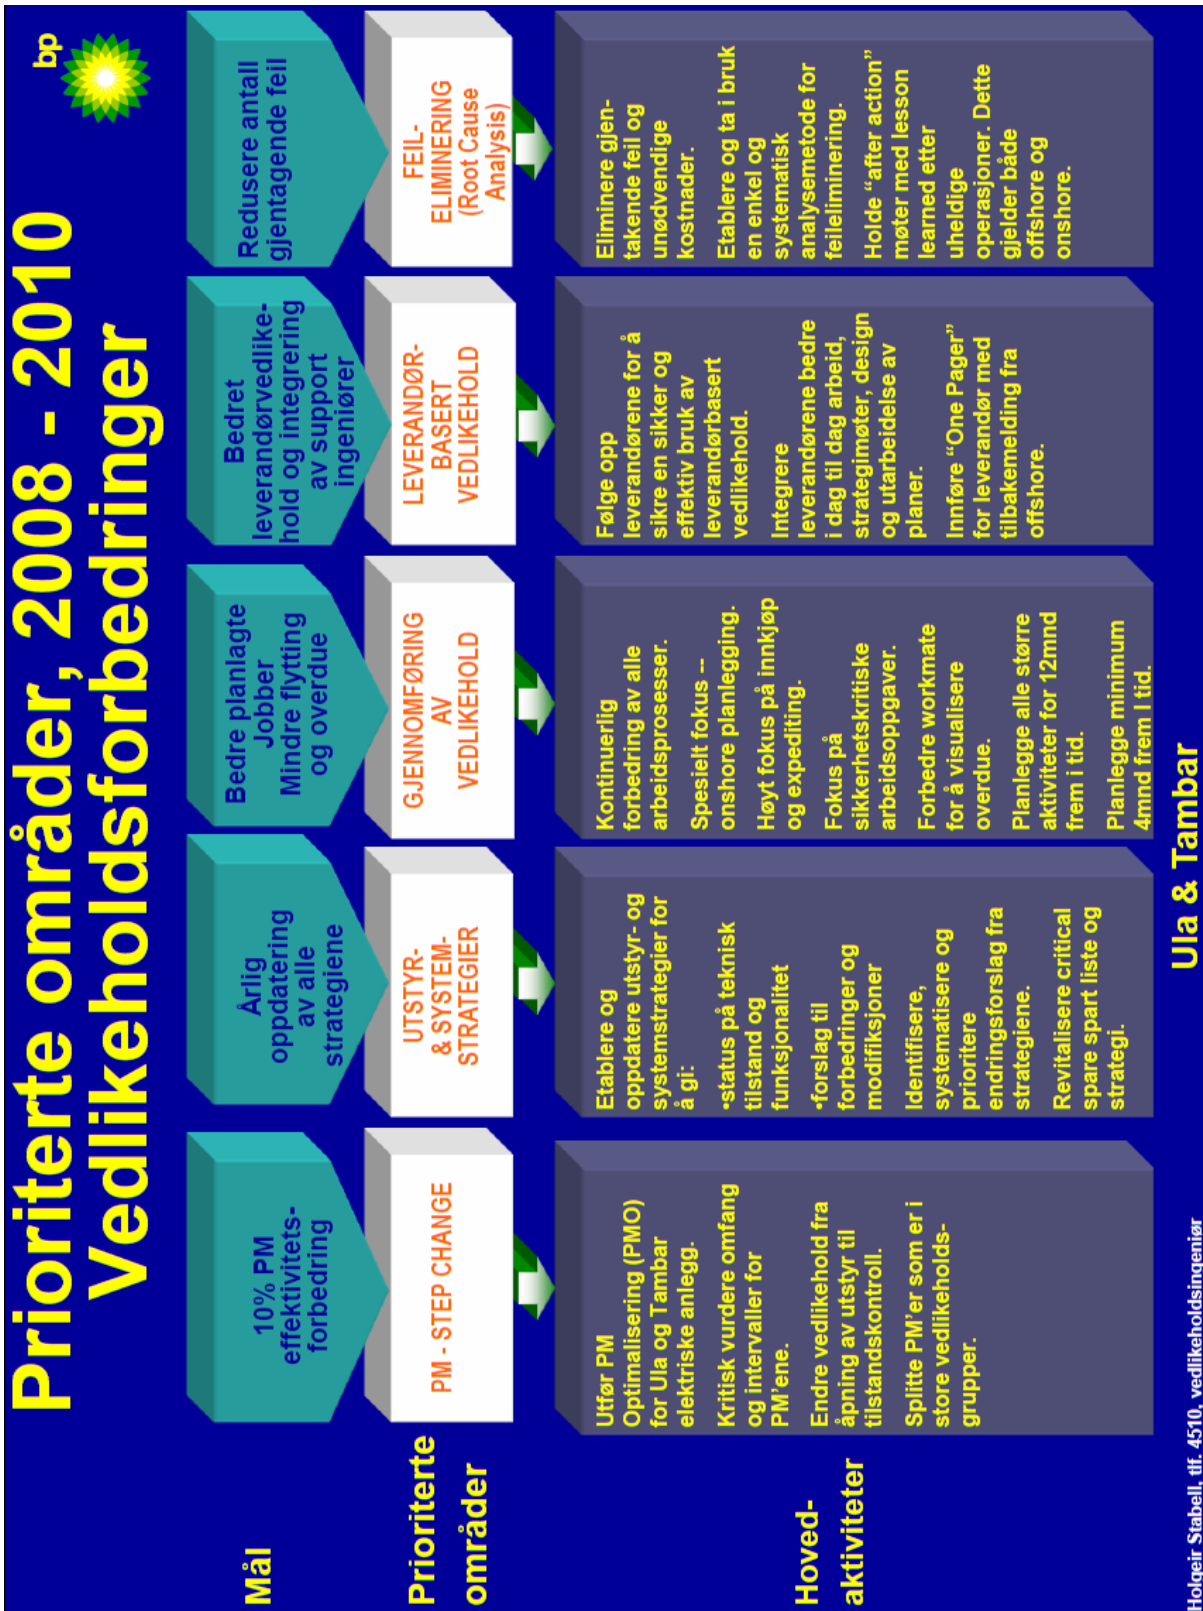 Prioriterte områder, 2008 - 2010
Vedlikeholdsforbedringer
bp
Mål
10% PM
effektivitets-
forbedring
Årlig
oppdatering
av alle
strategiene
Bedre planlagte
Jobber
Mindre flytting
og overdue
Bedret
leverandørvedlike-
hold og integrering
av support
ingeniører
Redusere antall
gjentagende feil
Prioriterte
områder
PM - STEP CHANGE
UTSTYR-
& SYSTEM-
STRATEGIER
GJENNOMFØRING
AV
VEDLIKEHOLD
LEVERANDØR-
BASERT
VEDLIKEHOLD
FEIL-
ELIMINERING
(Root Cause
Analysis)
Hoved-
aktiviteter
Utfør PM
Optimalisering (PMO)
for Ula og Tambar
elektriske anlegg.
Kritisk vurdere omfang
og intervaller for
PM'ene.
Endre vedlikehold fra
åpning av utstyr til
tilstandskontroll.
Splitte PM'er som er i
store vedlikeholds-
grupper.
Etablere og
oppdatere utstyr- og
systemstrategier for
å gi:
•status på teknisk
tilstand og
funksjonalitet
•forslag til
forbedringer og
modifiksjoner
Identifisere,
systematisere og
prioritere
endringsforslag fra
strategiene.
Revitalisere critical
spare spart liste og
strategi.
Kontinuerlig
forbedring av alle
arbeidsprosesser.
Spesielt fokus --
onshore planlegging.
Høyt fokus på innkjøp
og expediting.
Fokus på
sikkerhetskritiske
arbeidsoppgaver.
Forbedre workmate
for å visualisere
overdue.
Planlegge alle større
aktiviteter for 12mnd
frem i tid.
Planlegge minimum
4mnd frem I tid.
Følge opp
leverandørene for å
sikre en sikker og
effektiv bruk av
leverandørbasert
vedlikehold.
Integrere
leverandørene bedre
i dag til dag arbeid,
strategimøter, design
og utarbeidelse av
planer.
Innføre “One Pager”
for leverandør med
tilbakemelding fra
offshore.
Eliminere gjen-
takende feil og
unødvendige
kostnader.
Etablere og ta i bruk
en enkel og
systematisk
analysemetode for
feileliminering.
Holde “after action”
møter med lesson
learned etter
uheldige
operasjoner. Dette
gjelder både
offshore og
onshore.
Ula & Tambar
Holgeir Stabell, tlf. 4510, vedlikeholdsingeniør